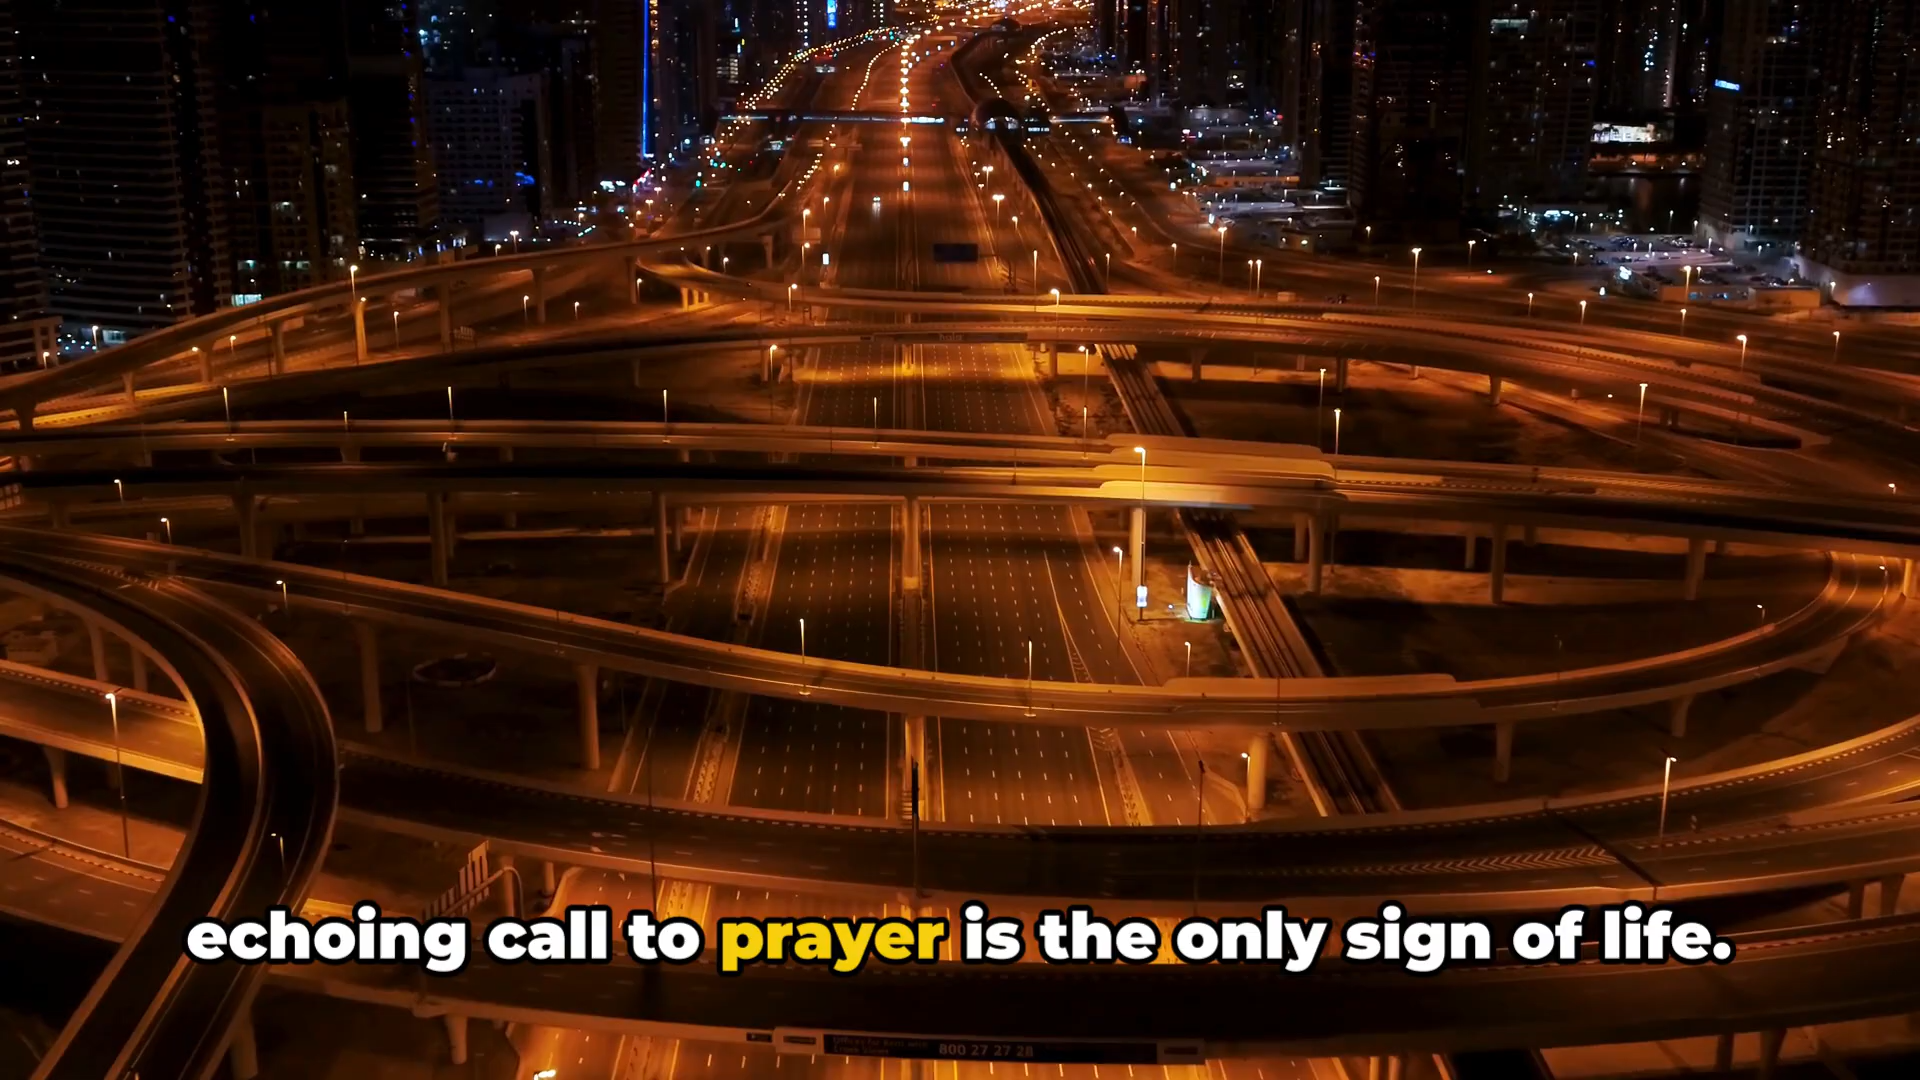 echoing call to prayer is the only sign of life.
800 27 27 28